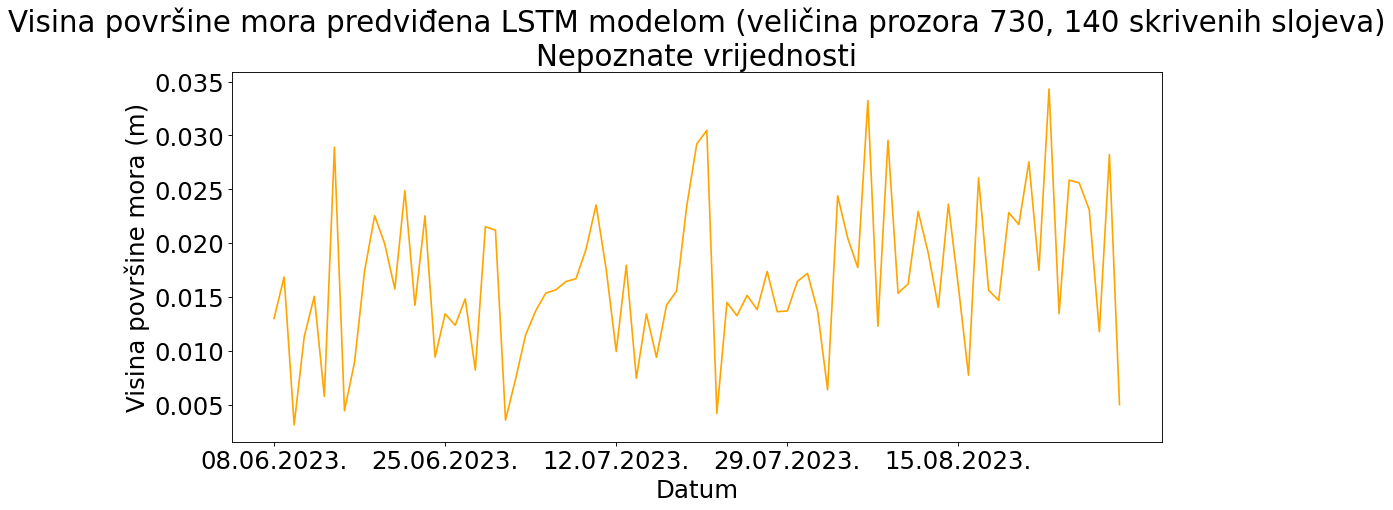 Visina površine mora predviđena LSTM modelom (veličina prozora 730, 140 skrivenih slojeva)
Nepoznate vrijednosti
Visina površine mora (m)
0.035
0.030
0.025
0.020
0.015
0.010
0.005
08.06.2023. 25.06.2023. 12.07.2023. 29.07.2023. 15.08.2023.
Datum